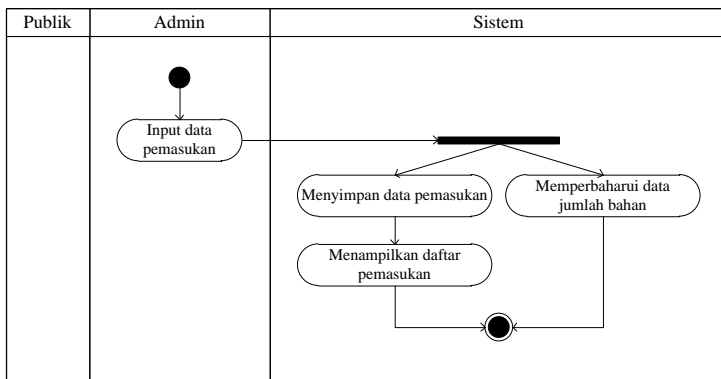 Publik
Admin
Sistem
Input data
pemasukan
Menyimpan data pemasukan
Memperbaharui data
jumlah bahan
Menampilkan daftar
pemasukan